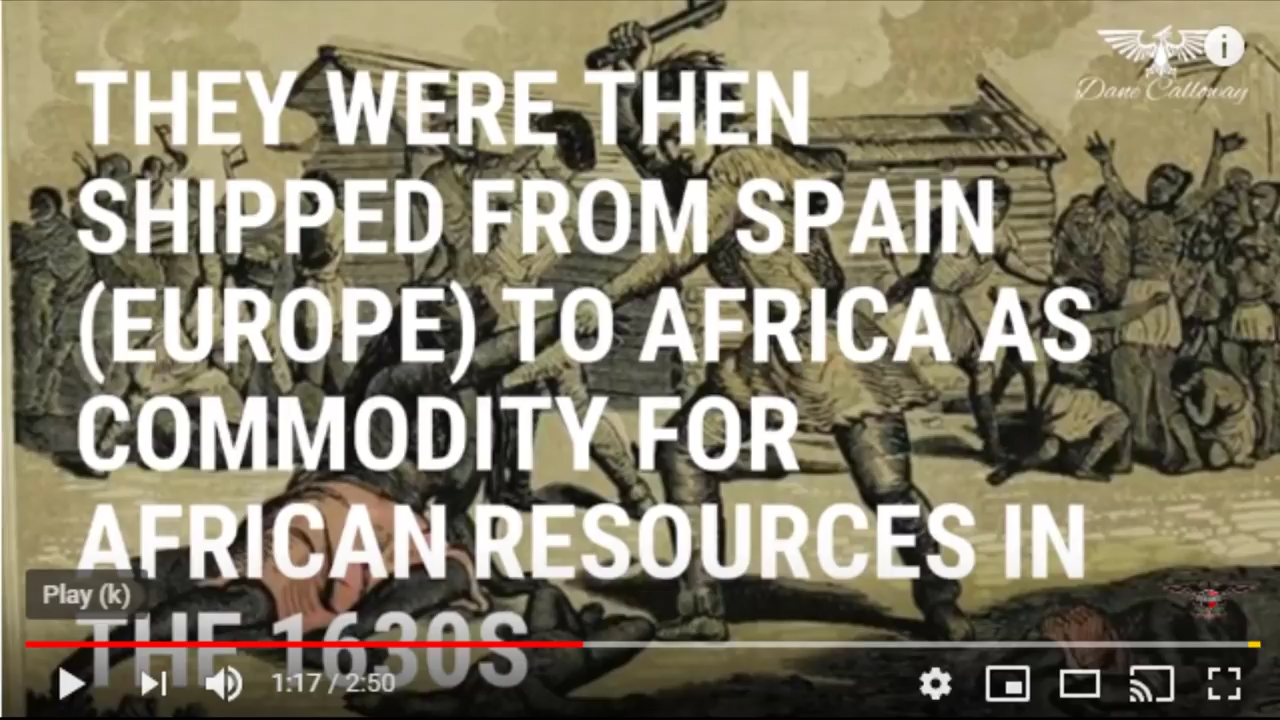 Dane Calloway
i
THEY WERE THEN
SHIPPED FROM SPAIN
(EUROPE) TO AFRICA AS
COMMODITY FOR
AFRICAN RESOURCES IN
Play (k)
THE 1630S
1:17 / 2:50